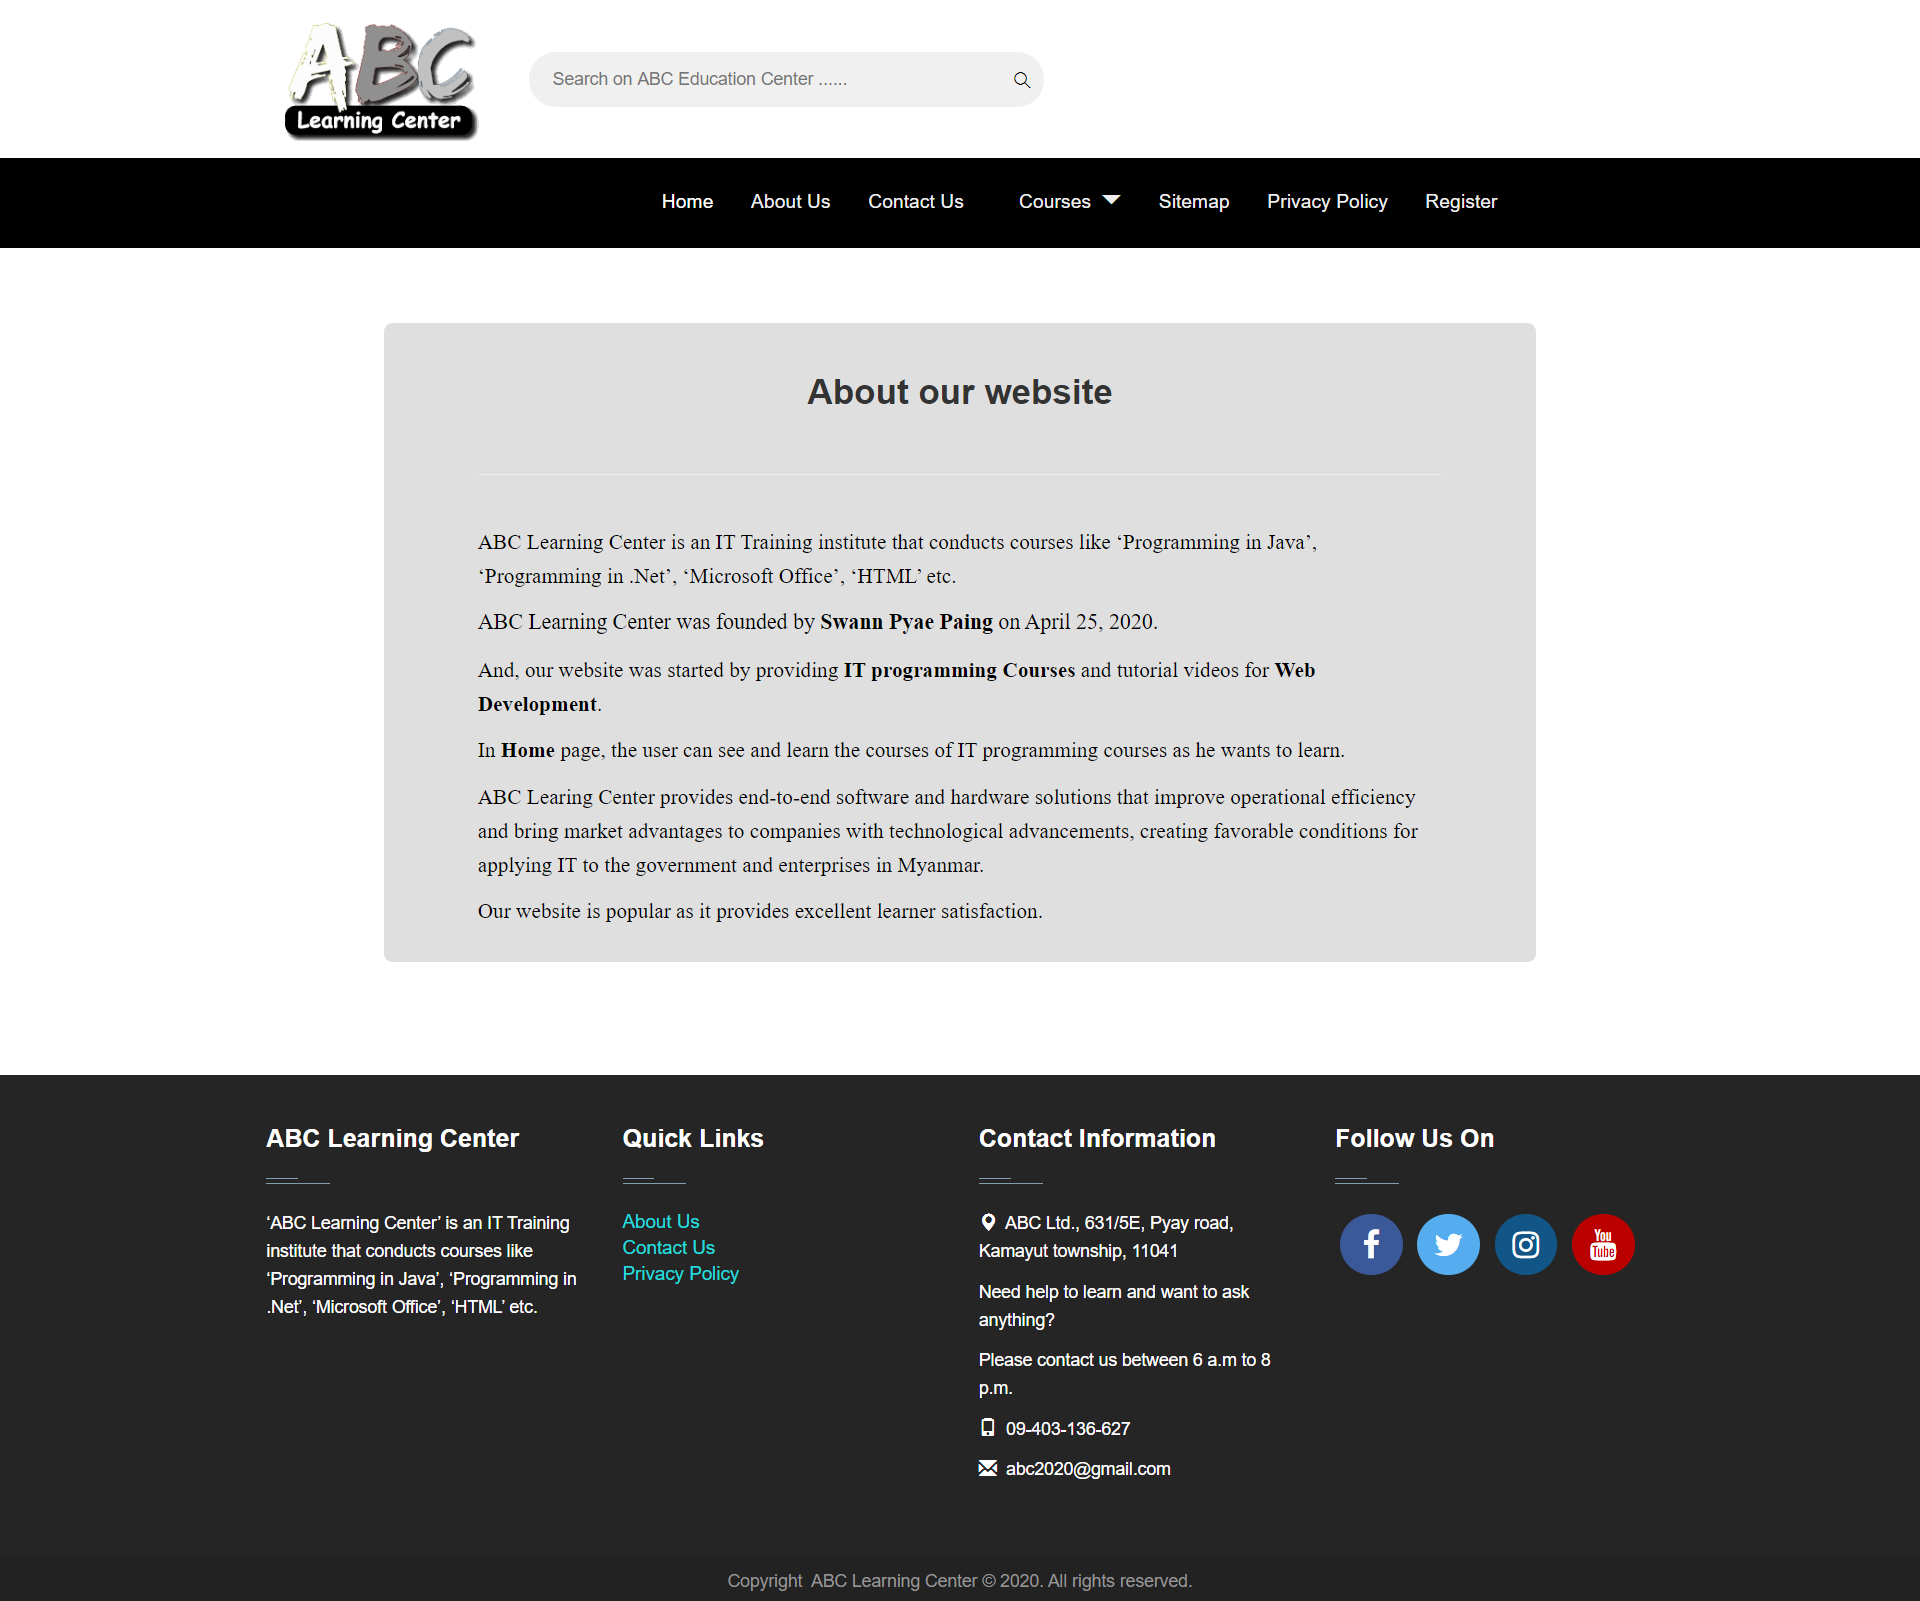 ABC
Learning Center
Search on ABC Education Center ......
Home About Us Contact Us Courses Sitemap Privacy Policy Register
About our website
ABC Learning Center is an IT Training institute that conducts courses like ‘Programming in Java’,
‘Programming in .Net’, ‘Microsoft Office’, ‘HTML’ etc.
ABC Learning Center was founded by Swann Pyae Paing on April 25, 2020.
And, our website was started by providing IT programming Courses and tutorial videos for Web
Development.
In Home page, the user can see and learn the courses of IT programming courses as he wants to learn.
ABC Learing Center provides end-to-end software and hardware solutions that improve operational efficiency
and bring market advantages to companies with technological advancements, creating favorable conditions for
applying IT to the government and enterprises in Myanmar.
Our website is popular as it provides excellent learner satisfaction.
ABC Learning Center
‘ABC Learning Center’ is an IT Training
institute that conducts courses like
‘Programming in Java’, ‘Programming in
.Net’, ‘Microsoft Office’, ‘HTML’ etc.
Quick Links
About Us
Contact Us
Privacy Policy
Contact Information
ABC Ltd., 631/5E, Pyay road,
Kamayut township, 11041
Need help to learn and want to ask
anything?
Please contact us between 6 a.m to 8
p.m.
09-403-136-627
abc2020@gmail.com
Follow Us On
You
Tube
Copyright ABC Learning Center © 2020. All rights reserved.